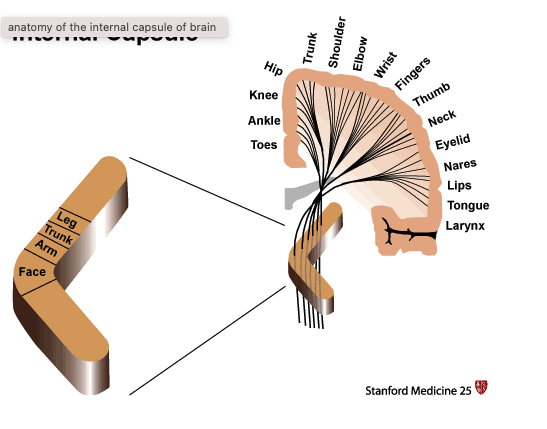 anatomy of the internal capsule of brain
Internal Capsule
Hip
Trunk
Shoulder
Elbow
Wrist
Fingers
Thumb
Neck
Eyelid
Nares
Lips
Tongue
Larynx
Knee
Ankle
Toes
Leg
Trunk
Arm
Face
Stanford Medicine 25